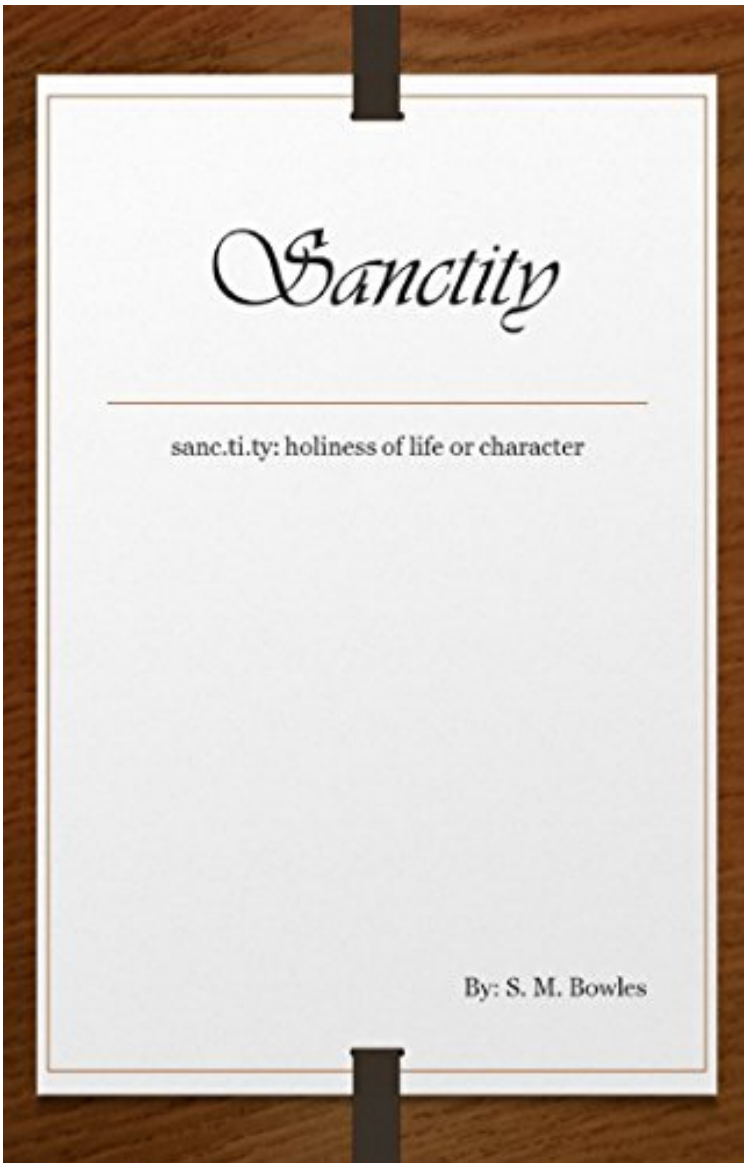 Sanctity
sanc.ti.ty: holiness of life or character
By: S. M. Bowles